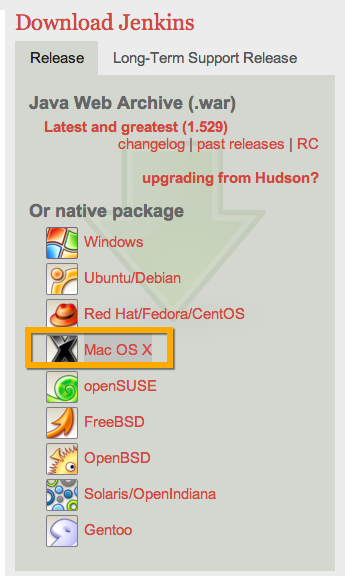 Download Jenkins
Release
Long-Term Support Release
Java Web Archive (.war)
Latest and greatest (1.529)
changelog | past releases | RC
upgrading from Hudson?
Or native package
Windows
Ubuntu/Debian
Red Hat/Fedora/CentOS
Mac OS X
openSUSE
FreeBSD
OpenBSD
Solaris/OpenIndiana
Gentoo